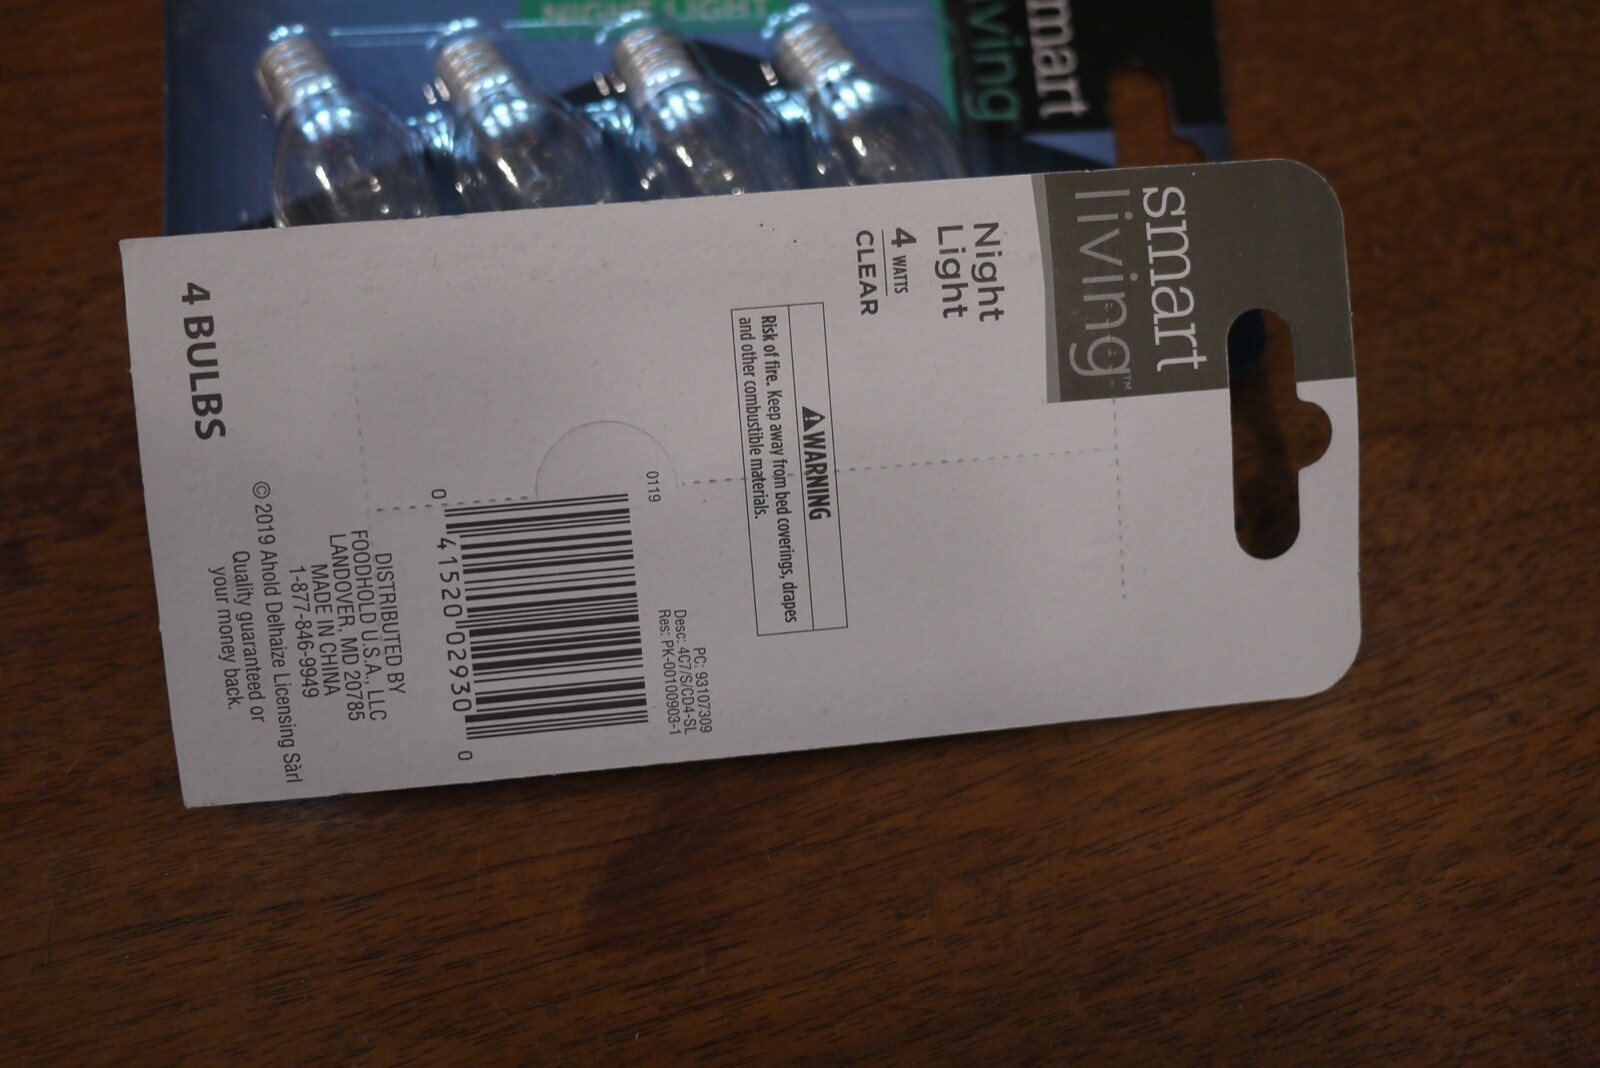 smart
living™
Night
Light
4 WATTS
CLEAR
⚠WARNING
Risk of fire. Keep away from bed coverings, drapes
and other combustible materials.
PC: 93107309
Desc: 4C7/S/CD4-SL
Res: PK-00100903-1
0119
0 41520 02930 0
DISTRIBUTED BY
FOODHOLD U.S.A., LLC
LANDOVER, MD 20785
MADE IN CHINA
1-877-846-9949
© 2019 Ahold Delhaize Licensing Sàrl
Quality guaranteed or
your money back.
4 BULBS
NIGHT LIGHT
mart
ving